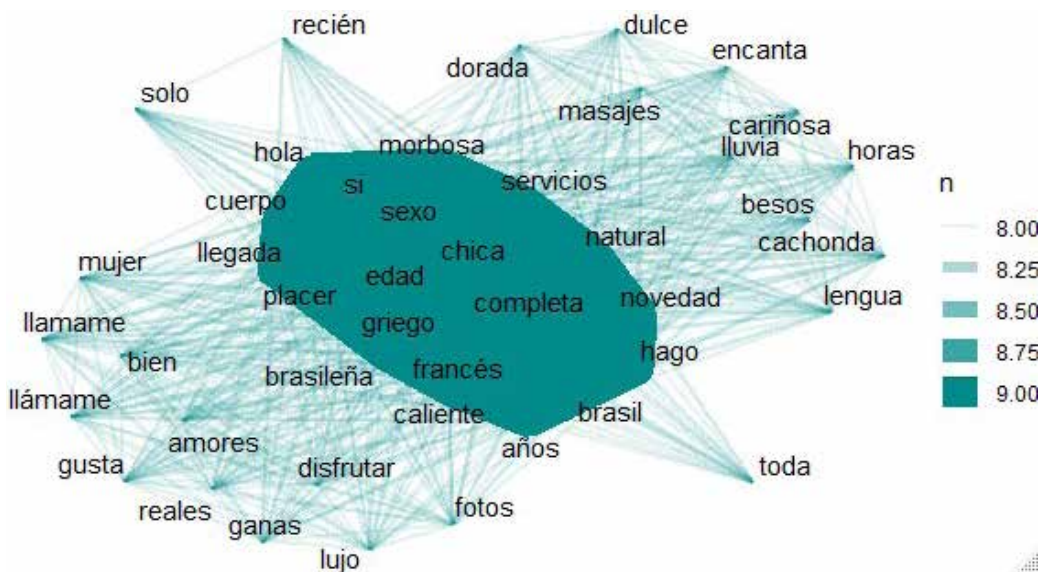 recién
dulce
encanta
dorada
solo
masajes
cariñosa
hola
morbosa
lluvia
horas
si
servicios
n
cuerpo
sexo
besos
8.00
natural
cachonda
mujer
llegada
chica
8.25
edad
placer
completa
novedad
lengua
8.50
llamame
griego
bien
hago
8.75
brasileña
francés
llámame
caliente
brasil
9.00
amores
años
gusta
disfrutar
toda
reales
ganas
fotos
lujo